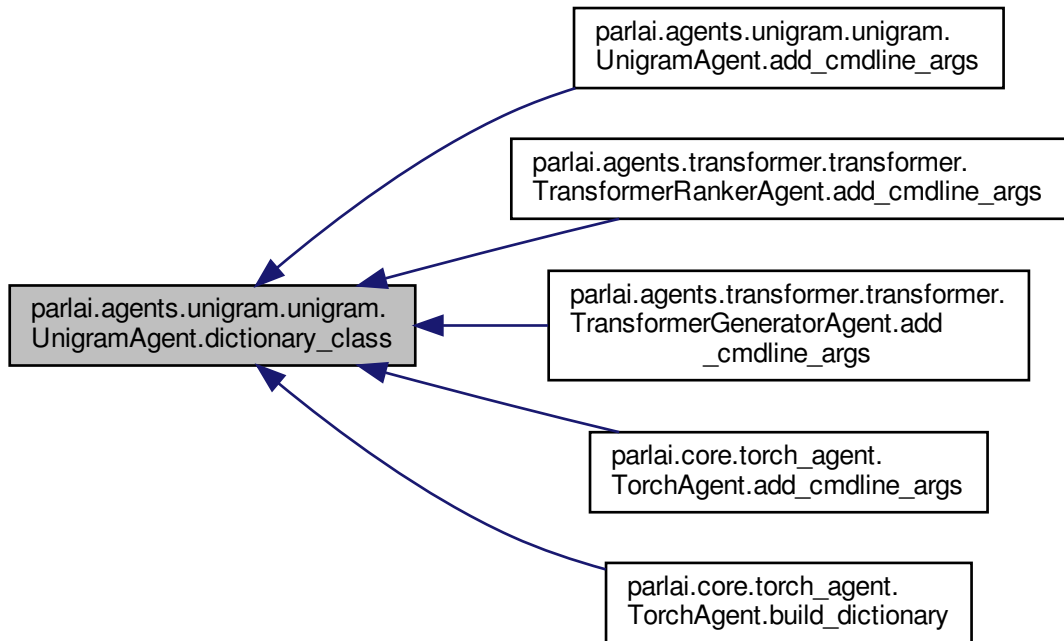 parlai.agents.unigram.unigram.
UnigramAgent.add_cmdline_args
parlai.agents.transformer.transformer.
TransformerRankerAgent.add_cmdline_args
parlai.agents.unigram.unigram.
UnigramAgent.dictionary_class
parlai.agents.transformer.transformer.
TransformerGeneratorAgent.add
_cmdline_args
parlai.core.torch_agent.
TorchAgent.add_cmdline_args
parlai.core.torch_agent.
TorchAgent.build_dictionary